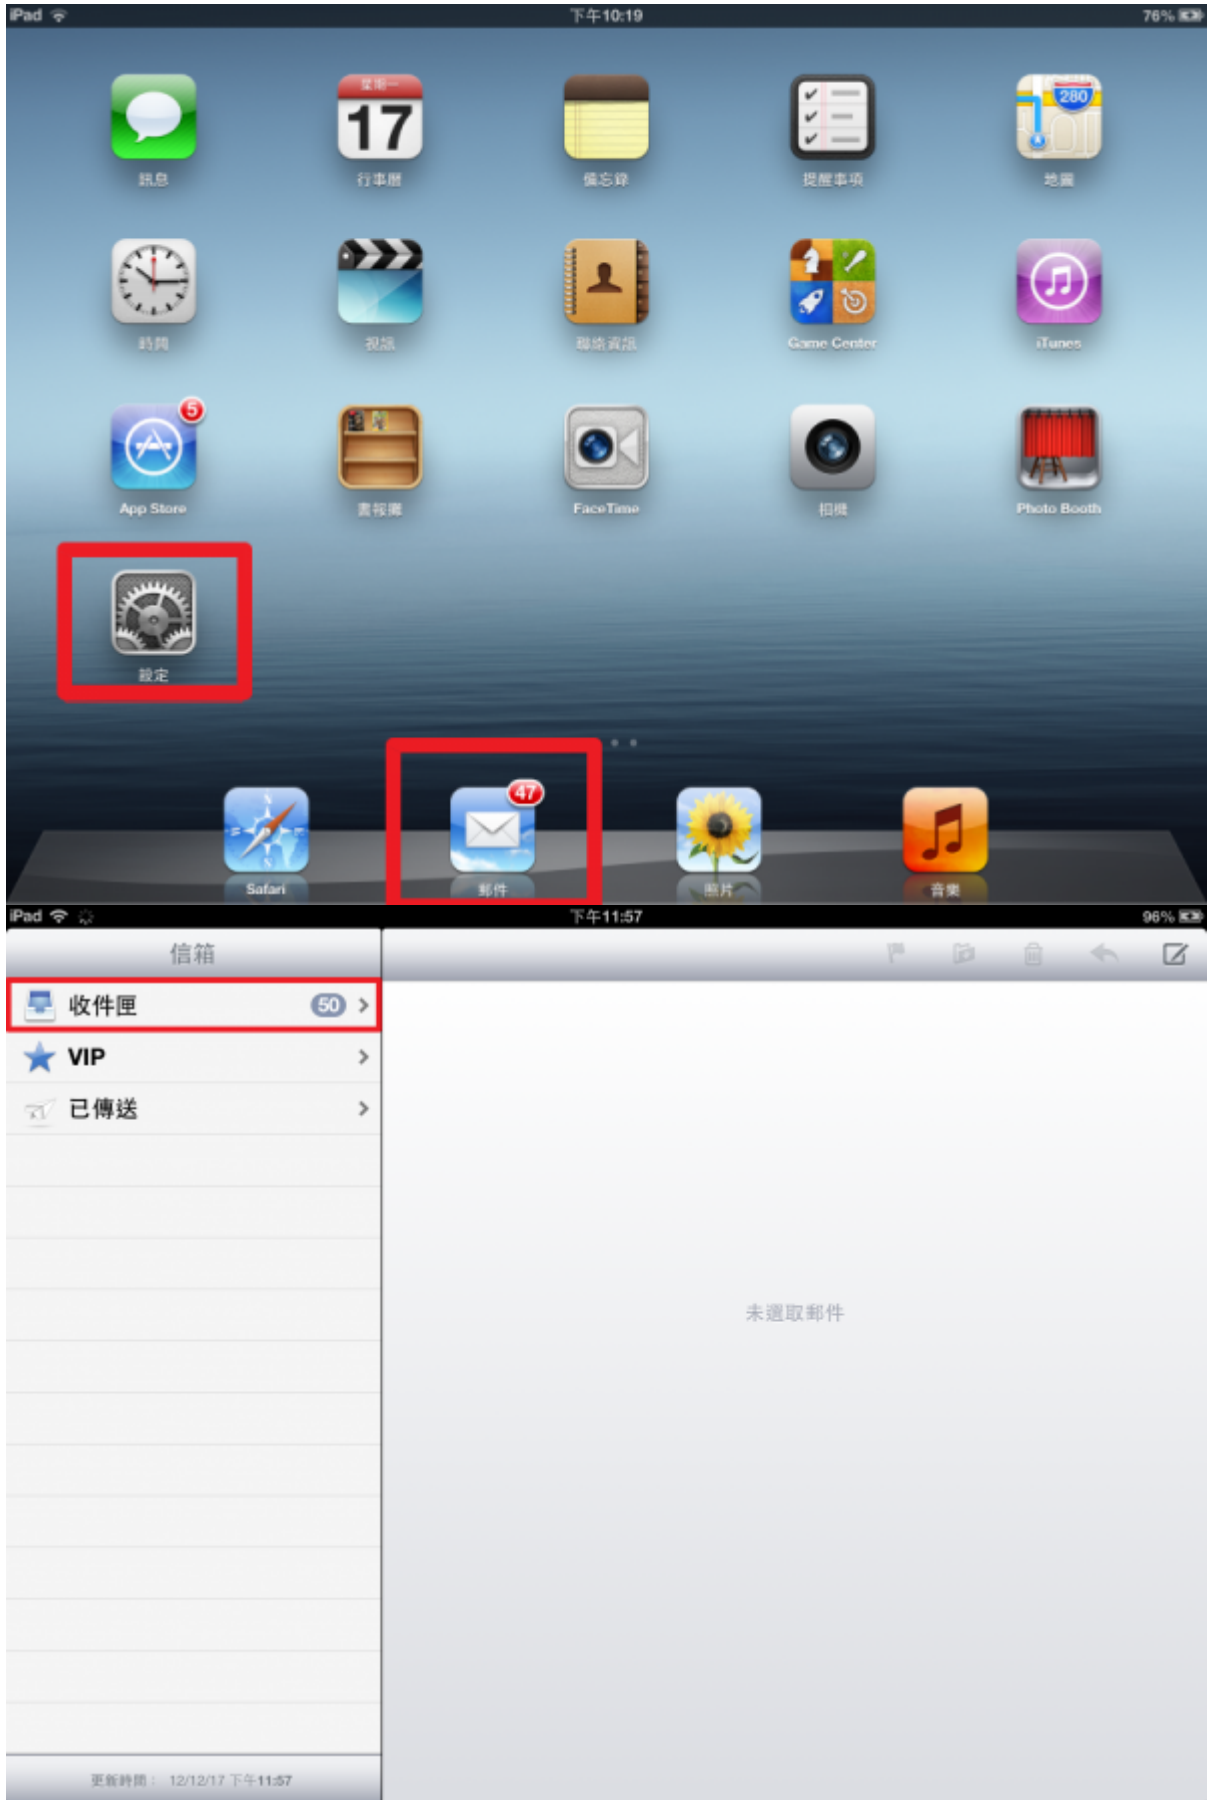 iPad 下午10:19 76%
星期一 280
17
訊息 行事曆 備忘錄 提醒事項 地圖
時間 視訊 聯絡資訊 Game Center iTunes
5
App Store 書報攤 FaceTime 相機 Photo Booth
設定
47
Safari 郵件 照片 音樂
iPad 下午11:57 96%
信箱
收件匣 50
VIP
已傳送
未選取郵件
更新時間： 12/12/17 下午11:57